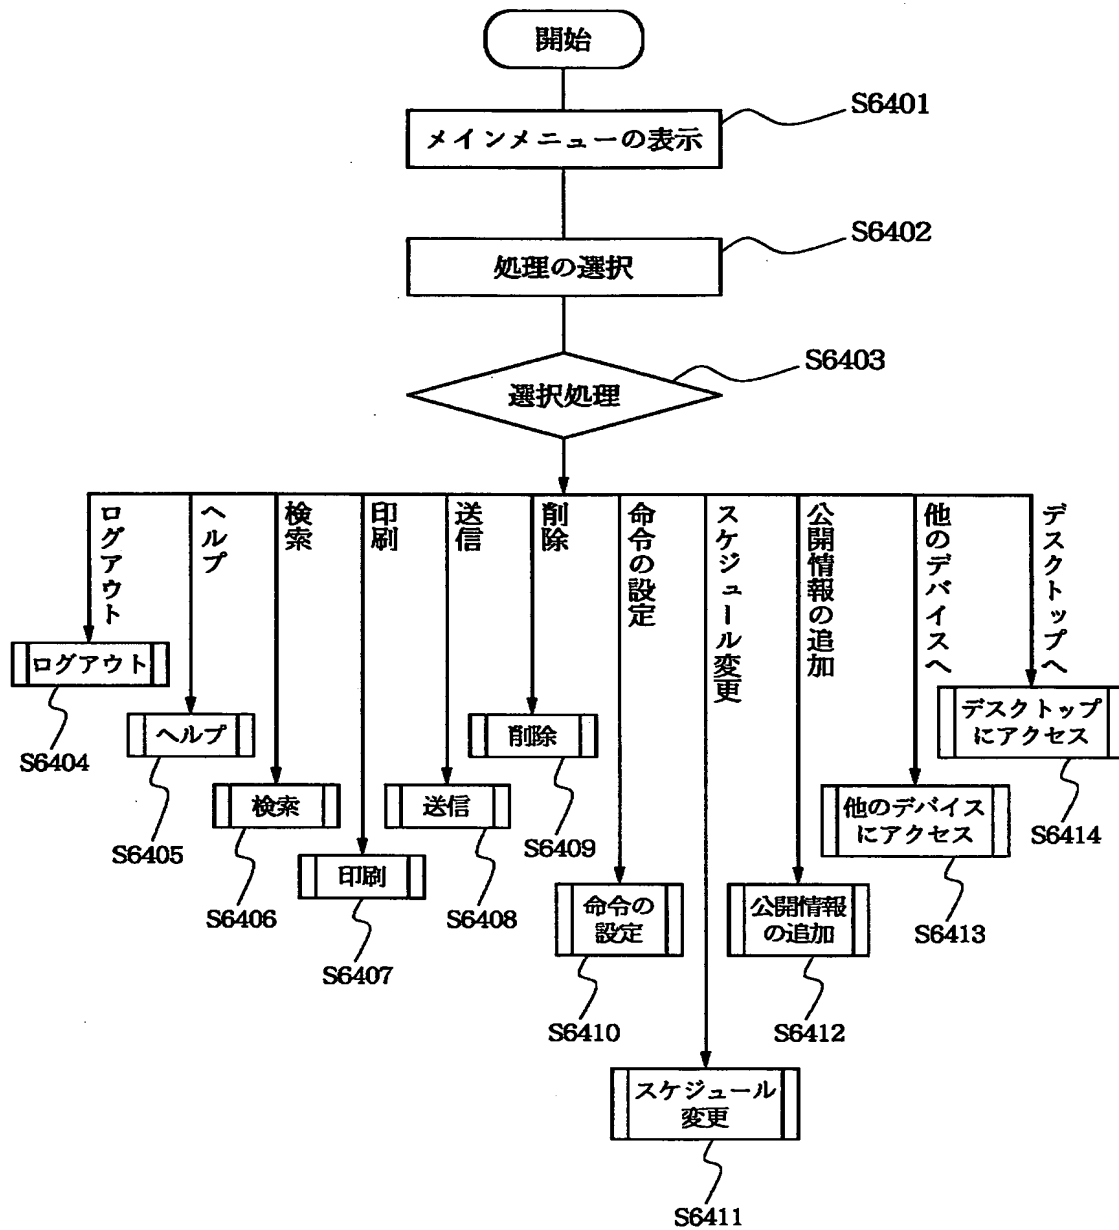 開始
S6401
メインメニューの表示
S6402
処理の選択
S6403
選択処理
ログアウト
ヘルプ
検索
印刷
送信
削除
命令の設定
スケジュール変更
公開情報の追加
他のデバイスへ
デスクトップへ
ログアウト
S6404
ヘルプ
S6405
検索
S6406
印刷
S6407
送信
S6408
削除
S6409
命令の
設定
S6410
スケジュール
変更
S6411
公開情報
の追加
S6412
他のデバイス
にアクセス
S6413
デスクトップ
にアクセス
S6414